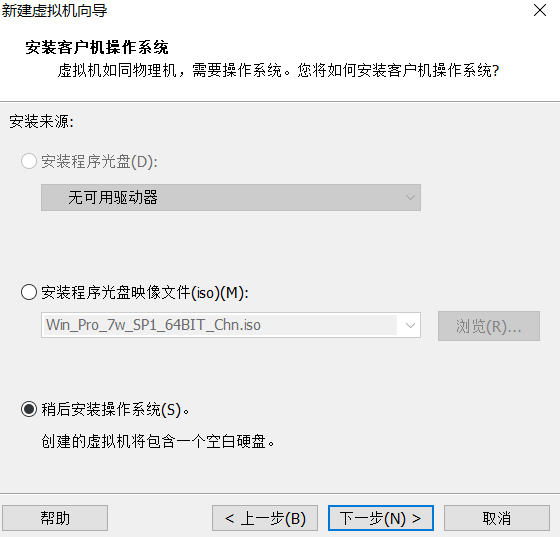 新建虚拟机向导
安装客户机操作系统
虚拟机如同物理机，需要操作系统。您将如何安装客户机操作系统?
安装来源:
安装程序光盘(D):
无可用驱动器
安装程序光盘映像文件(iso)(M):
Win_Pro_7w_SP1_64BIT_Chn.iso
浏览(R)...
稍后安装操作系统(S)。
创建的虚拟机将包含一个空白硬盘。
帮助
< 上一步(B)
下一步(N) >
取消